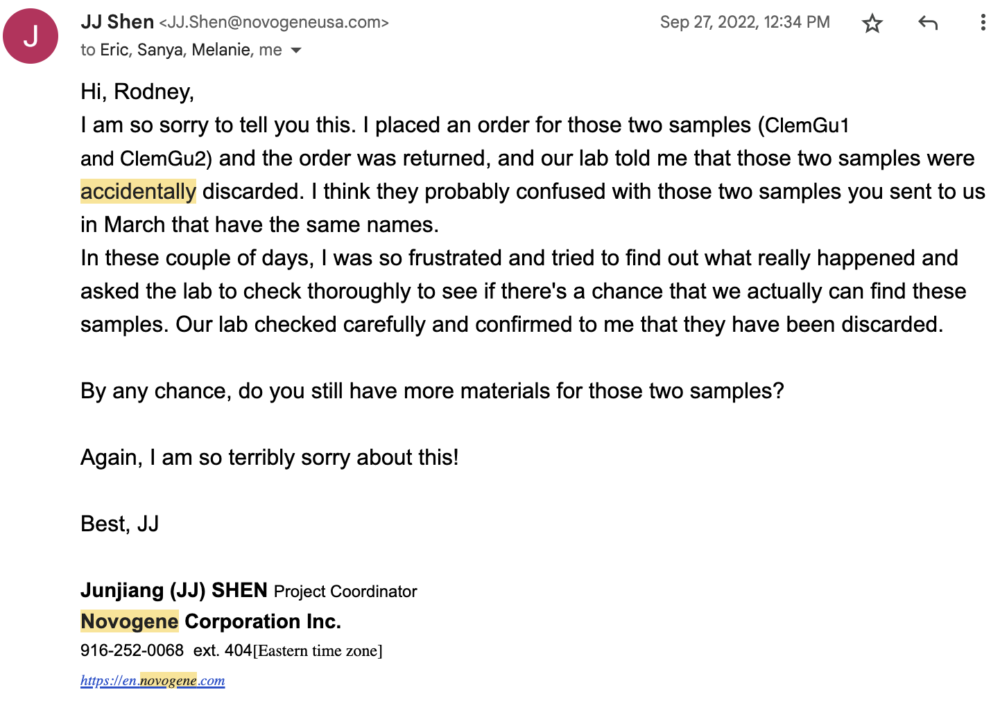 J
JJ Shen <JJ.Shen@novogeneusa.com>
Sep 27, 2022, 12:34 PM
to Eric, Sanya, Melanie, me
Hi, Rodney,
I am so sorry to tell you this. I placed an order for those two samples (ClemGu1
and ClemGu2) and the order was returned, and our lab told me that those two samples were
accidentally discarded. I think they probably confused with those two samples you sent to us
in March that have the same names.
In these couple of days, I was so frustrated and tried to find out what really happened and
asked the lab to check thoroughly to see if there's a chance that we actually can find these
samples. Our lab checked carefully and confirmed to me that they have been discarded.
By any chance, do you still have more materials for those two samples?
Again, I am so terribly sorry about this!
Best, JJ
Junjiang (JJ) SHEN Project Coordinator
Novogene Corporation Inc.
916-252-0068  ext. 404[Eastern time zone]
https://en.novogene.com